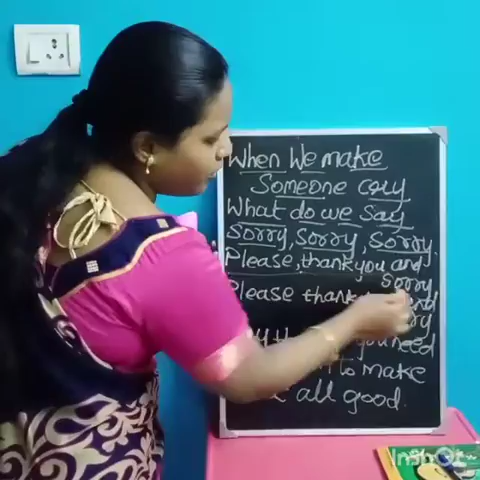 When We make
Someone cry
What do we say
Sorry, Sorry, Sorry.
Please, thank you and
Sorry
Please thank
need
to make
all good.
InShot